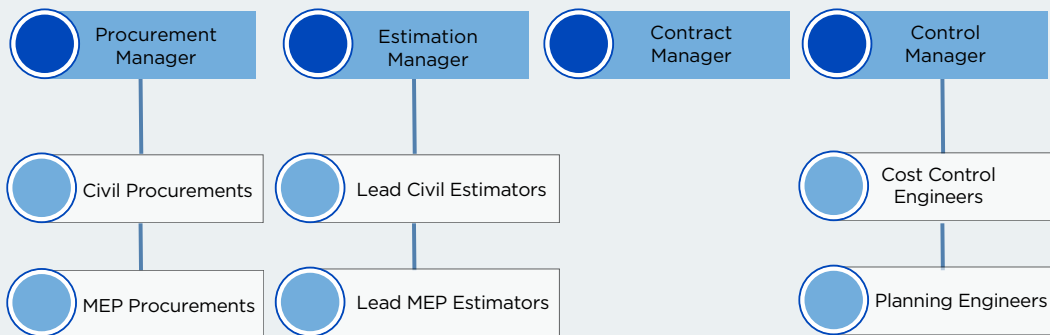 Procurement
Manager
Estimation
Manager
Contract
Manager
Control
Manager
Civil Procurements
Lead Civil Estimators
Cost Control
Engineers
MEP Procurements
Lead MEP Estimators
Planning Engineers